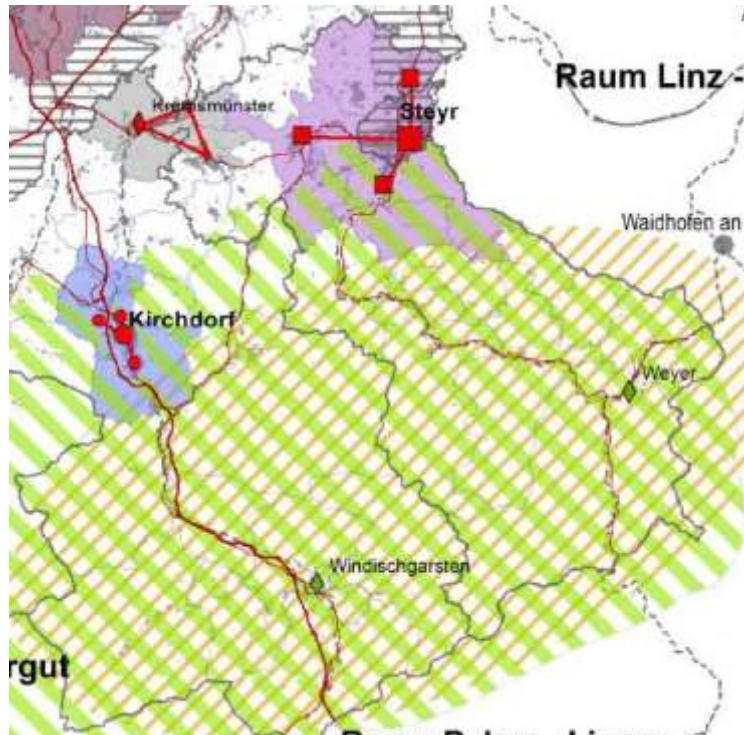 Raum Linz -
Kremsmünster
Steyr
Waidhofen an
Kirchdorf
Weyer
Windischgarsten
rgut